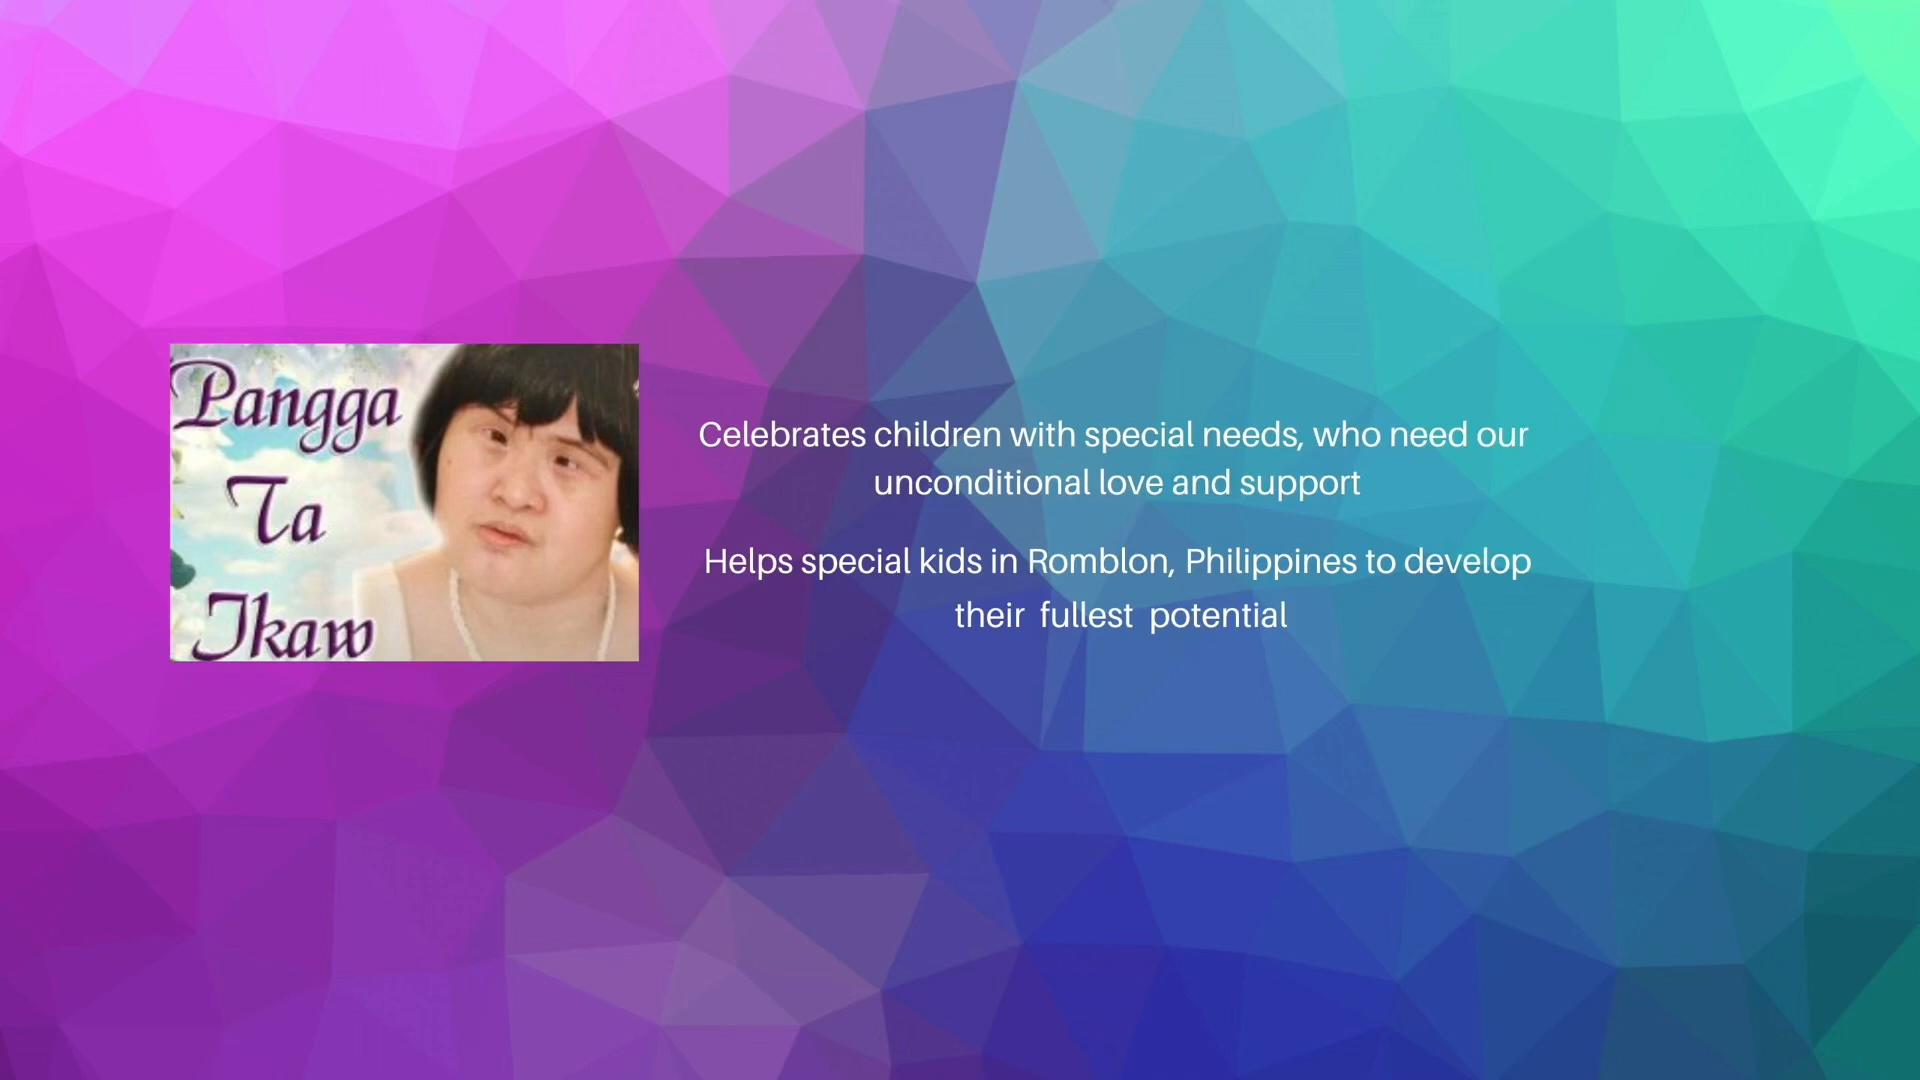 Pangga
Ta
Ikaw
Celebrates children with special needs, who need our
unconditional love and support
Helps special kids in Romblon, Philippines to develop
their fullest potential